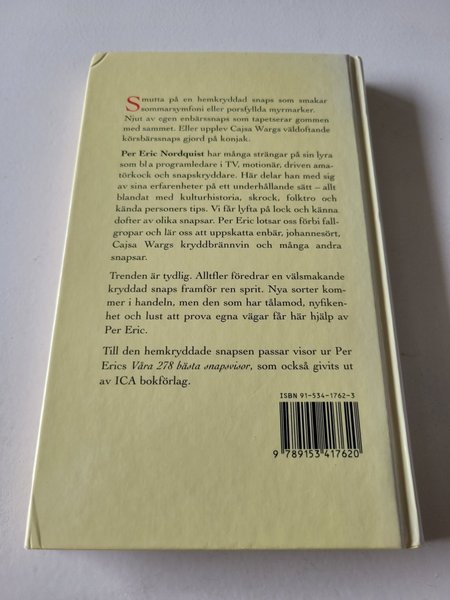 Smutta på en hemkryddad snaps som smakar
sommarsymfoni eller porsfyllda myrmarker.
Njut av egen enbärssnaps som tapetserar gommen
med sammet. Eller upplev Cajsa Wargs väldoftande
körsbärssnaps gjord på konjak.
Per Eric Nordquist har många strängar på sin lyra
som bl a programledare i TV, motionär, driven ama-
törkock och snapskryddare. Här delar han med sig
av sina erfarenheter på ett underhållande sätt – allt
blandat med kulturhistoria, skrock, folktro och
kända personers tips. Vi får lyfta på lock och känna
dofter av olika snapsar. Per Eric lotsar oss förbi fall-
gropar och lär oss att uppskatta enbär, johannesört,
Cajsa Wargs kryddbrännvin och många andra
snapsar.
Trenden är tydlig. Alltfler föredrar en välsmakande
kryddad snaps framför ren sprit. Nya sorter kom-
mer i handeln, men den som har tålamod, nyfiken-
het och lust att prova egna vägar får här hjälp av
Per Eric.
Till den hemkryddade snapsen passar visor ur Per
Erics Våra 278 bästa snapsvisor, som också givits ut
av ICA bokförlag.
ISBN 91-534-1762-3
9 789153 417620